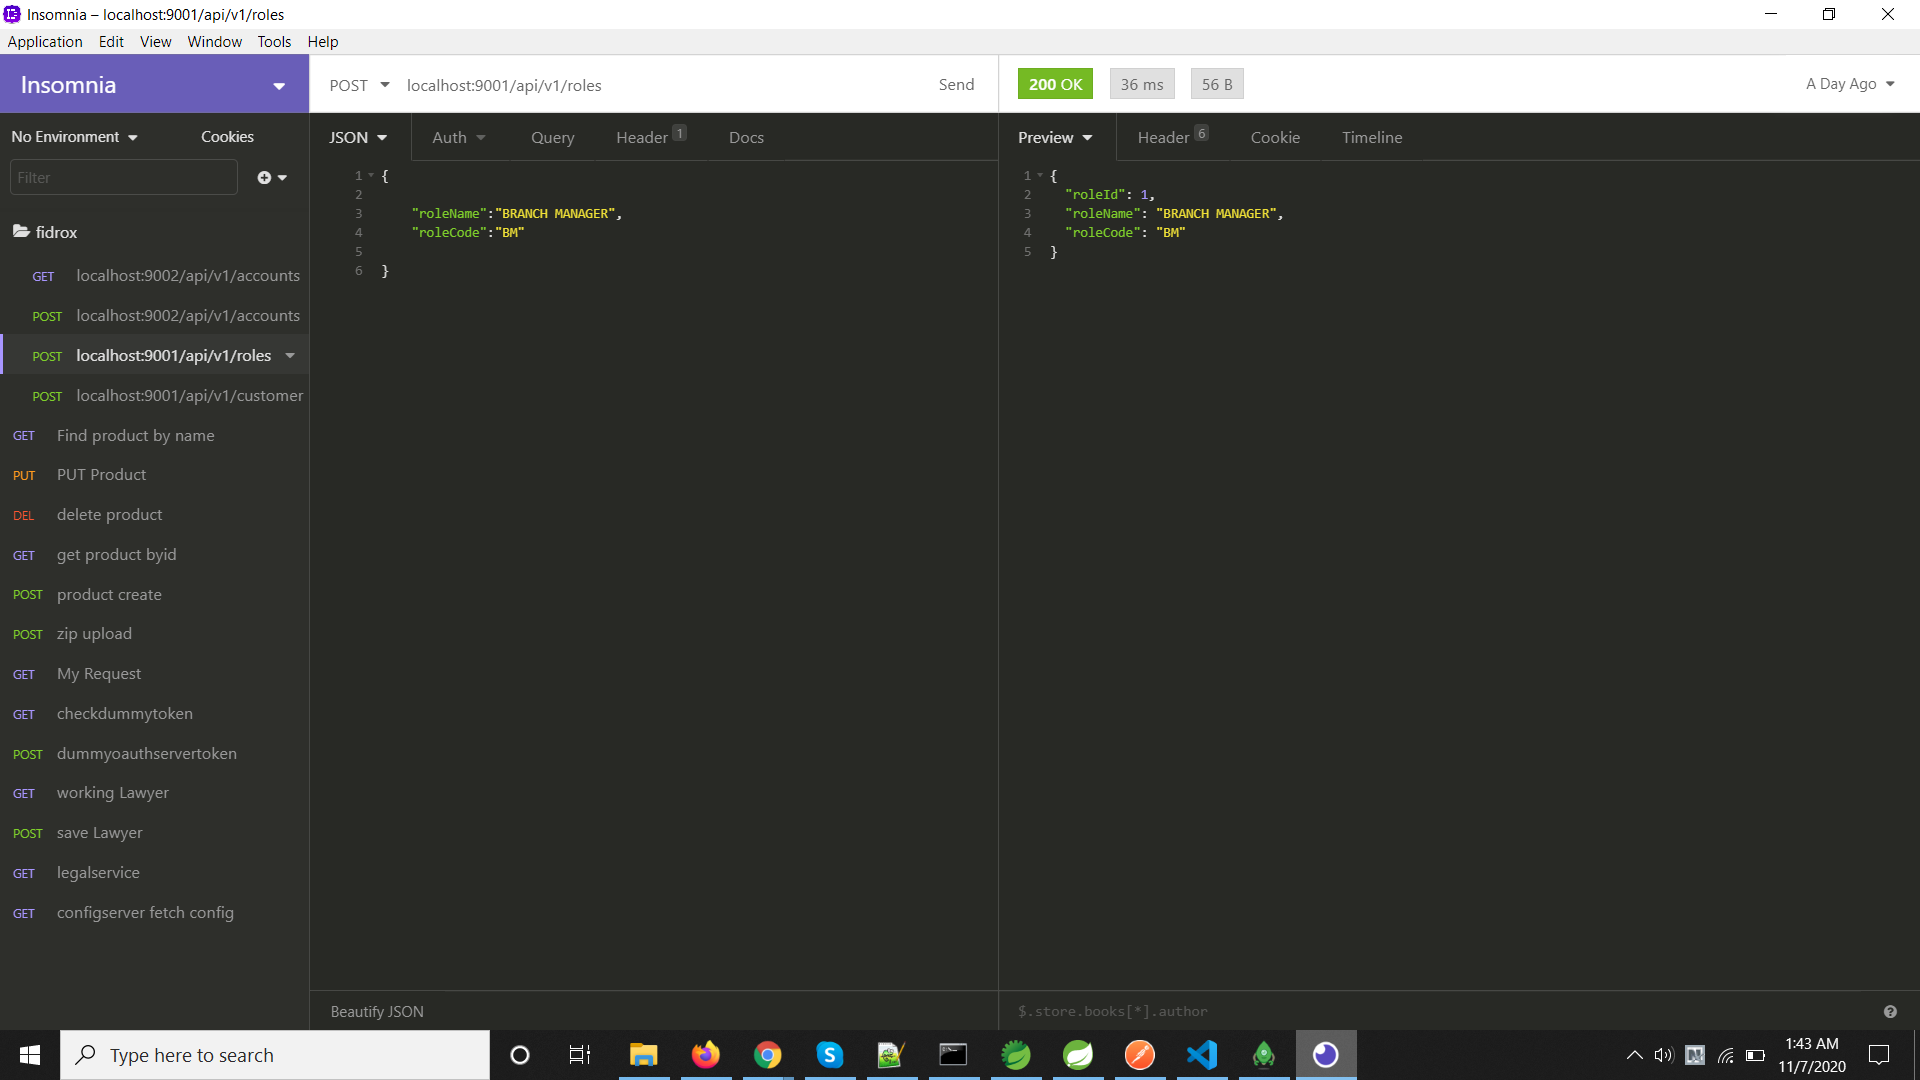 Insomnia – localhost:9001/api/v1/roles
Application Edit View Window Tools Help
Insomnia
POST localhost:9001/api/v1/roles Send
200 OK 36 ms 56 B A Day Ago
No Environment Cookies
Filter
JSON Auth Query Header 1 Docs
Preview Header 6 Cookie Timeline
1 {
2
3 "roleName":"BRANCH MANAGER",
4 "roleCode":"BM"
5
6 }
1 {
2 "roleId": 1,
3 "roleName": "BRANCH MANAGER",
4 "roleCode": "BM"
5 }
fidrox
GET localhost:9002/api/v1/accounts
POST localhost:9002/api/v1/accounts
POST localhost:9001/api/v1/roles
POST localhost:9001/api/v1/customer
GET Find product by name
PUT PUT Product
DEL delete product
GET get product byid
POST product create
POST zip upload
GET My Request
GET checkdummytoken
POST dummyoauthservertoken
GET working Lawyer
POST save Lawyer
GET legalservice
GET configserver fetch config
Beautify JSON
$.store.books[*].author
Type here to search
1:43 AM
11/7/2020